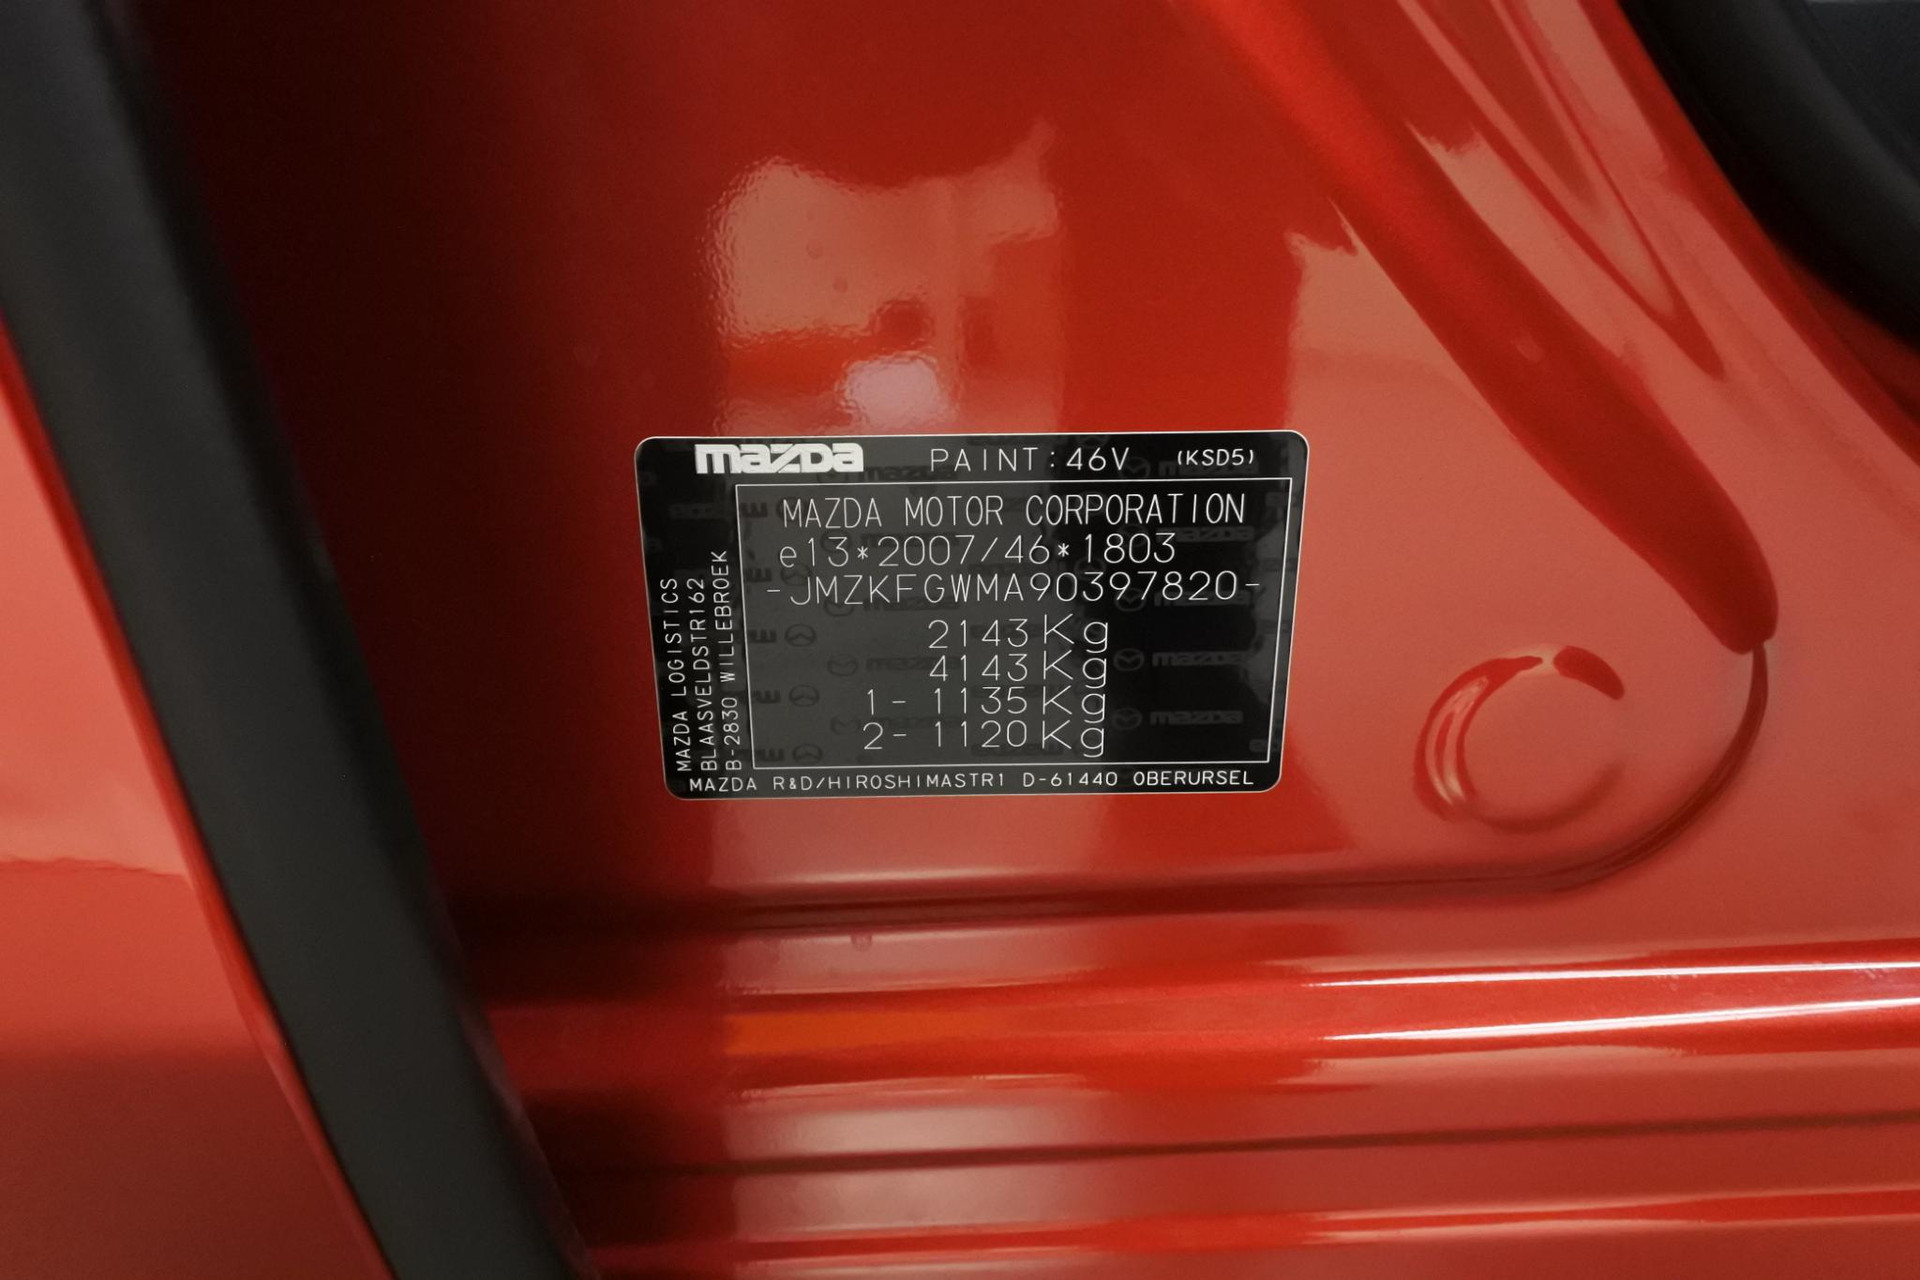 mazda PAINT:46V (KSD5)
MAZDA MOTOR CORPORATION
e13*2007/46*1803
-JMZKFGWMA90397820-
2143Kg
4143Kg
1- 1135Kg
2- 1120Kg
MAZDA LOGISTICS
BLAASVELDSTR162
B-2830 WILLEBROEK
MAZDA R&D/HIROSHIMASTR1 D-61440 OBERURSEL